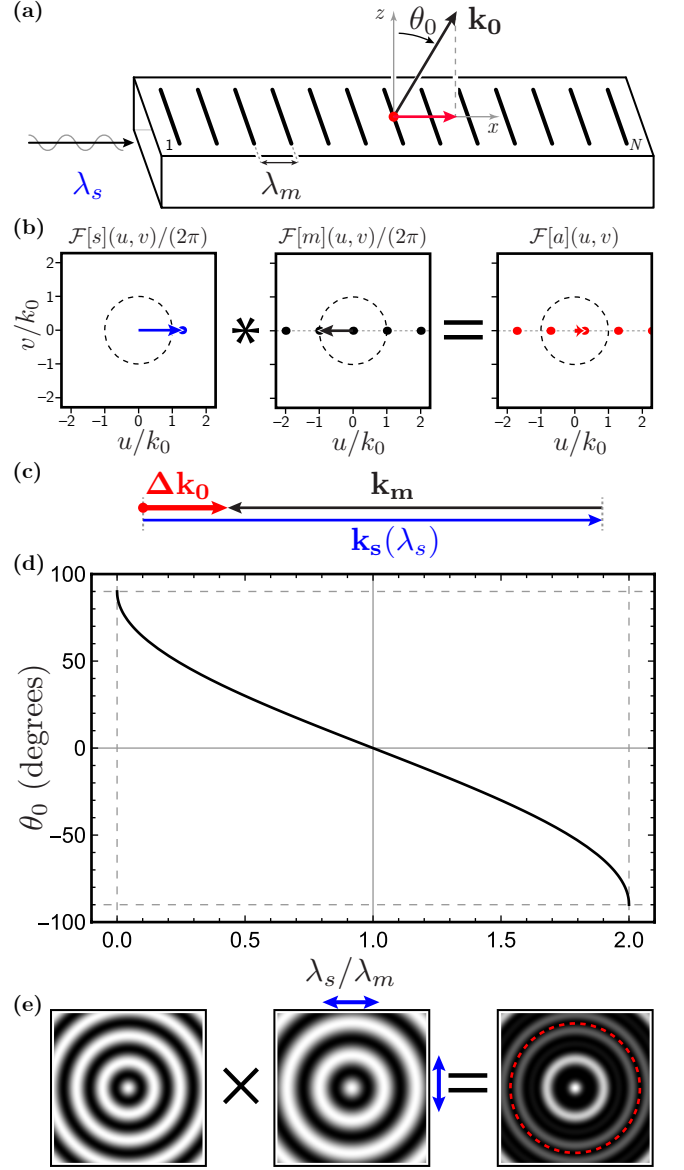 (a)
z
θ₀
k₀
x
1
N
λₛ
λₘ
(b)
ℱ[s](u, v)/(2π)
ℱ[m](u, v)/(2π)
ℱ[a](u, v)
v/k₀
2
1
0
−1
−2
*
=
−2 −1 0 1 2
−2 −1 0 1 2
−2 −1 0 1 2
u/k₀
u/k₀
u/k₀
(c)
Δk₀
kₘ
kₛ(λₛ)
(d)
θ₀ (degrees)
100
50
0
−50
−100
0.0 0.5 1.0 1.5 2.0
λₛ/λₘ
(e)
× =